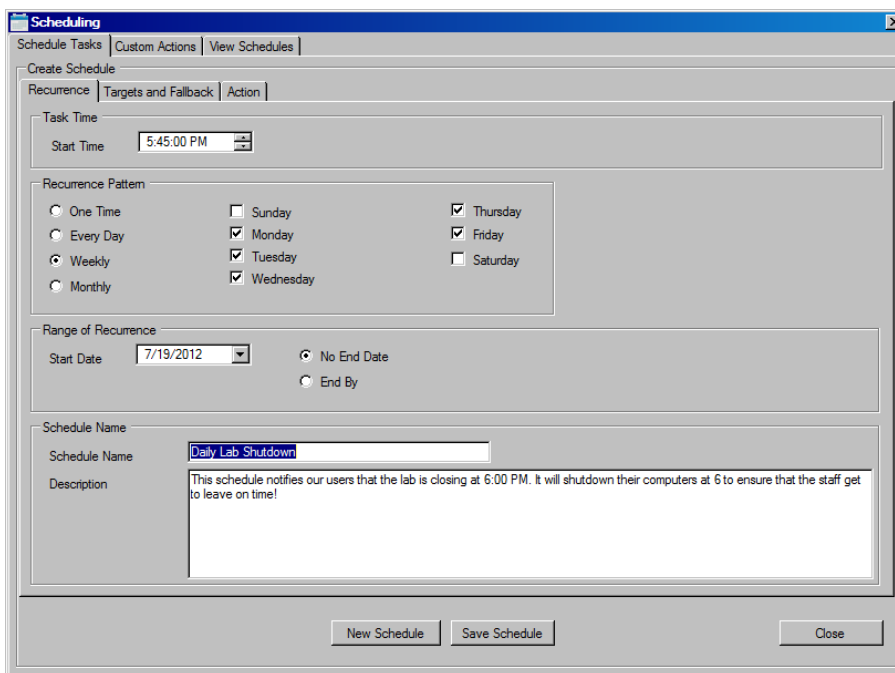 Scheduling
Schedule Tasks Custom Actions View Schedules
Create Schedule
Recurrence Targets and Fallback Action
Task Time
Start Time 5:45:00 PM
Recurrence Pattern
One Time Sunday Thursday
Every Day Monday Friday
Weekly Tuesday Saturday
Monthly Wednesday
Range of Recurrence
Start Date 7/19/2012 No End Date
End By
Schedule Name
Schedule Name Daily Lab Shutdown
Description This schedule notifies our users that the lab is closing at 6:00 PM. It will shutdown their computers at 6 to ensure that the staff get
to leave on time!
New Schedule Save Schedule Close